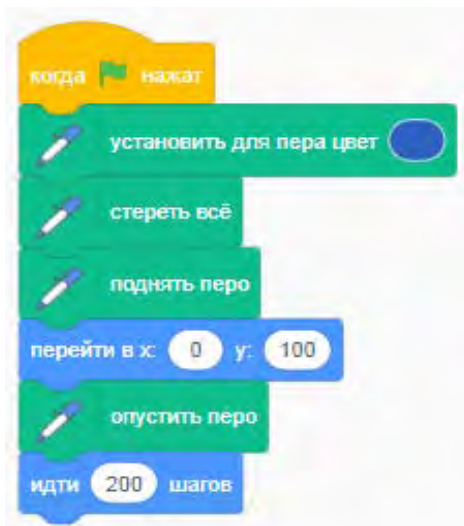 когда нажат
установить для пера цвет
стереть всё
поднять перо
перейти в x: 0 y: 100
опустить перо
идти 200 шагов